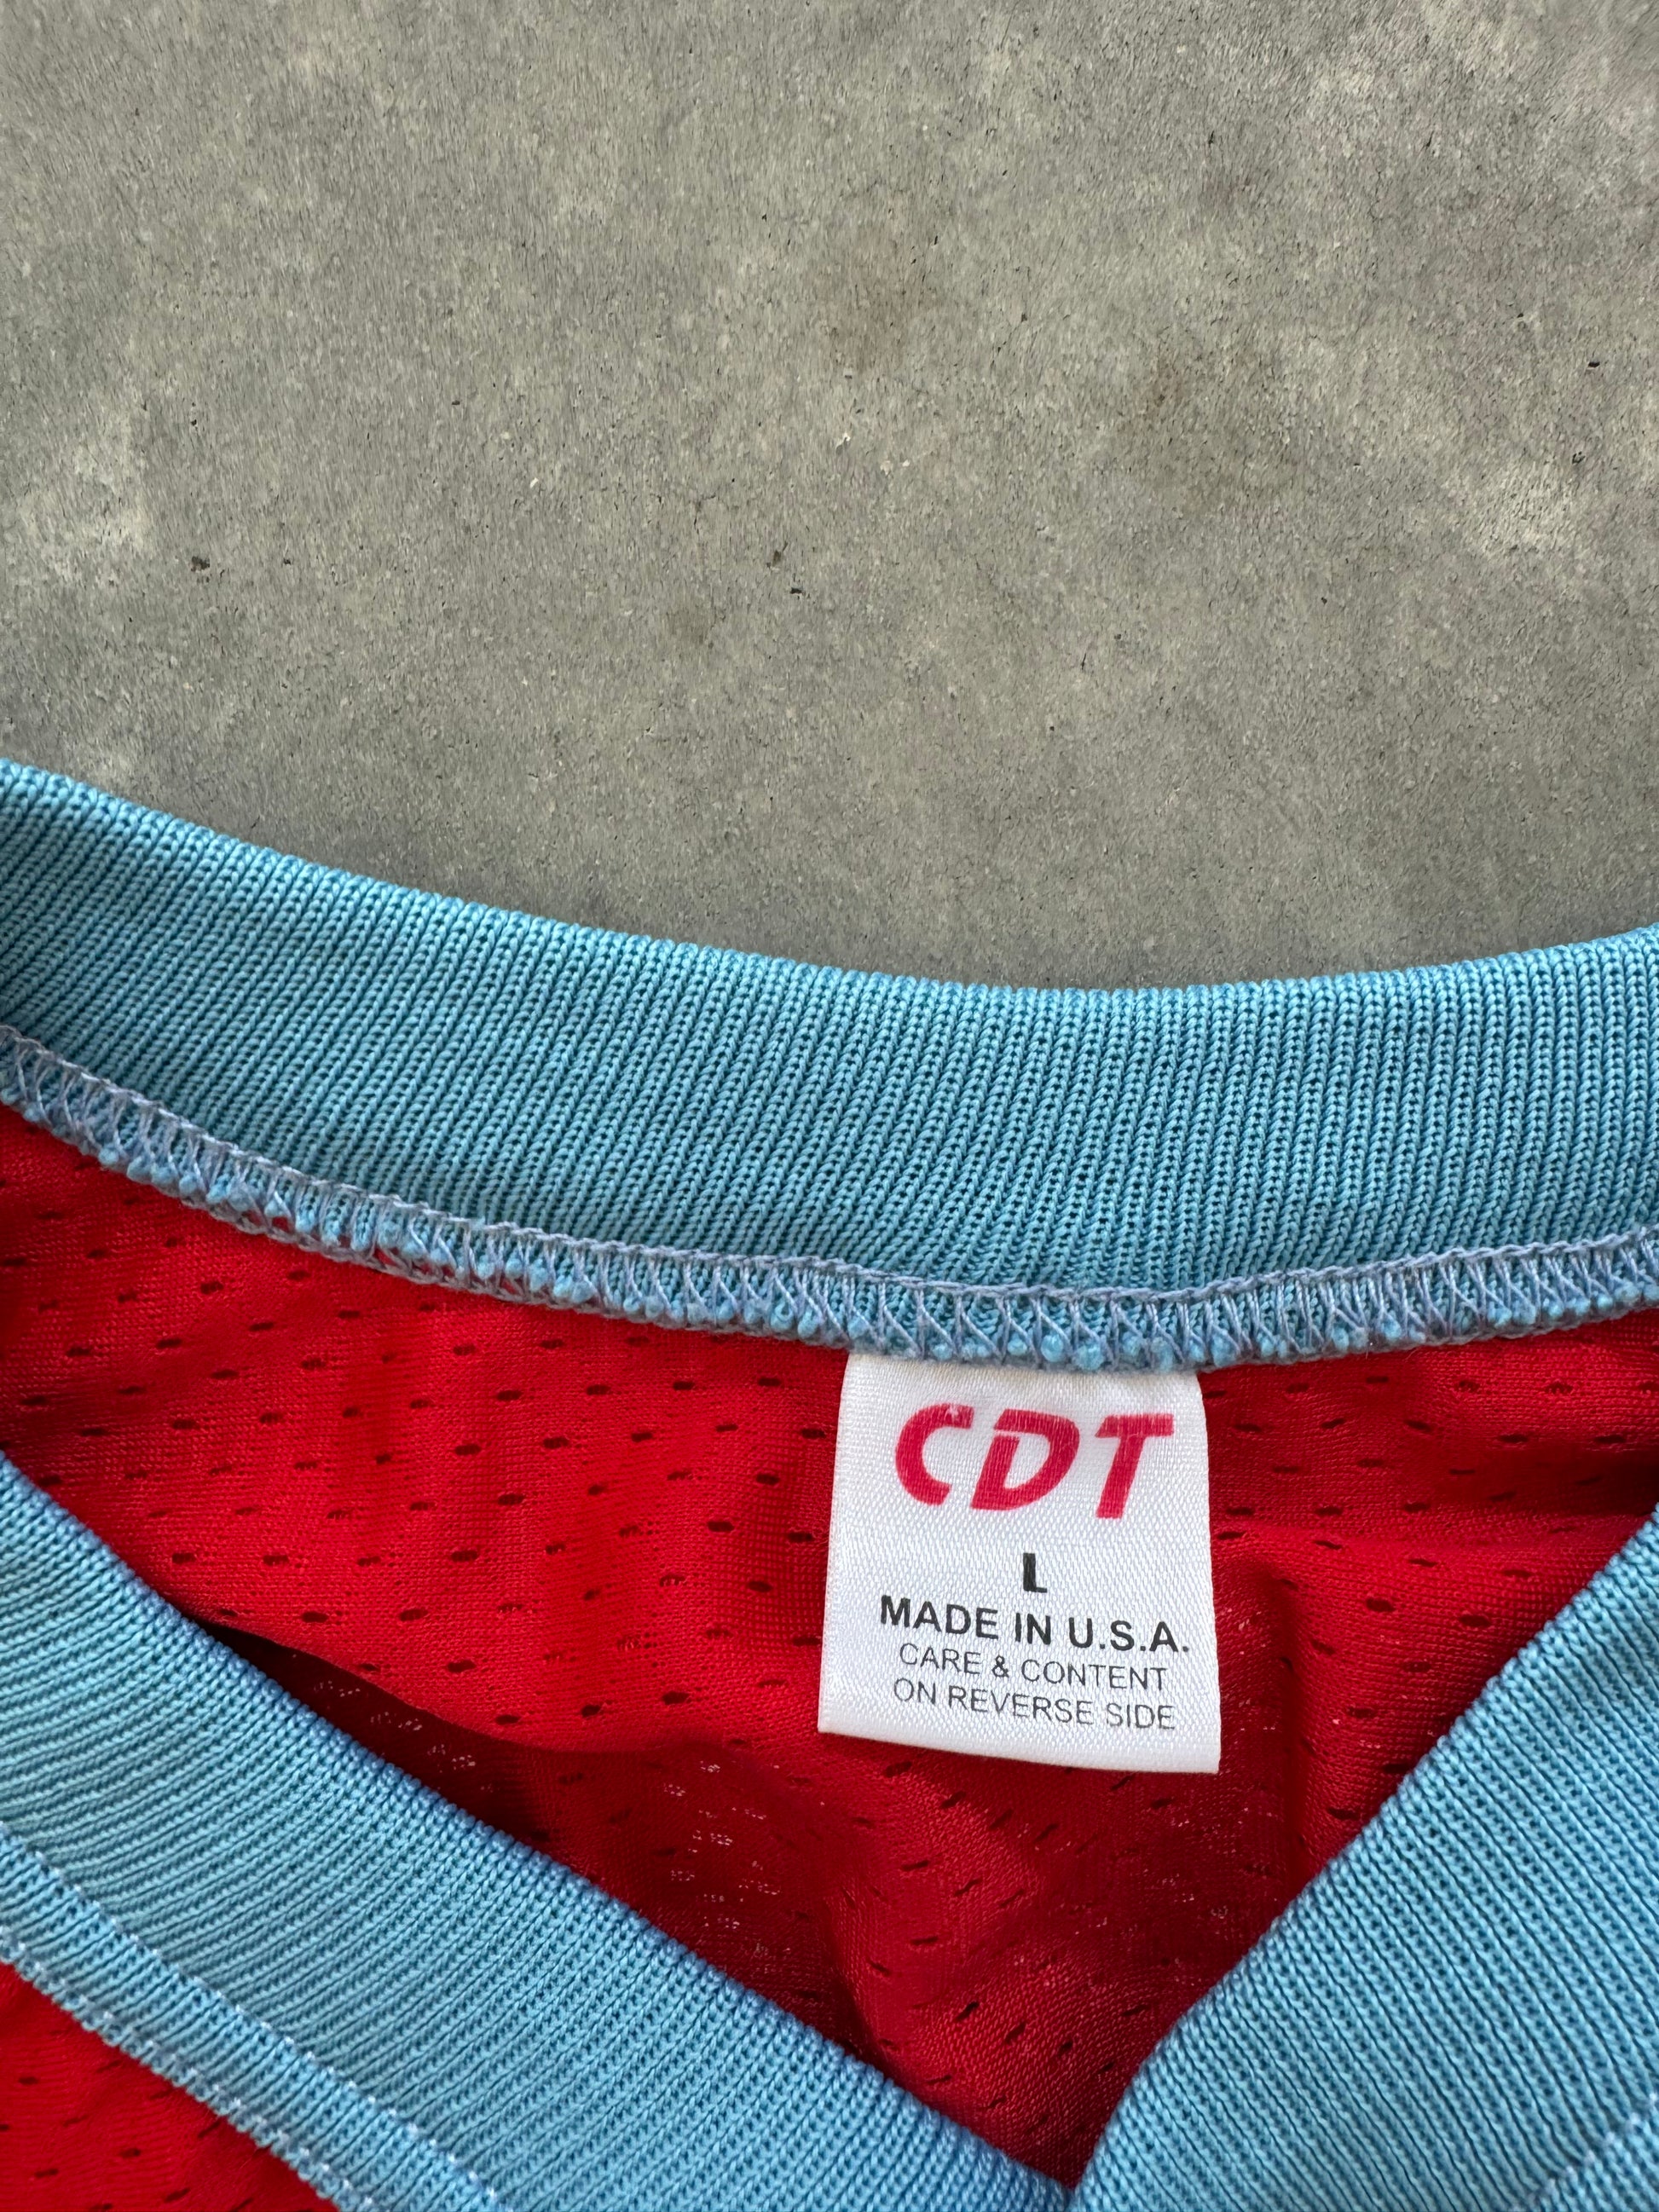 CDT
L
MADE IN U.S.A.
CARE & CONTENT
ON REVERSE SIDE